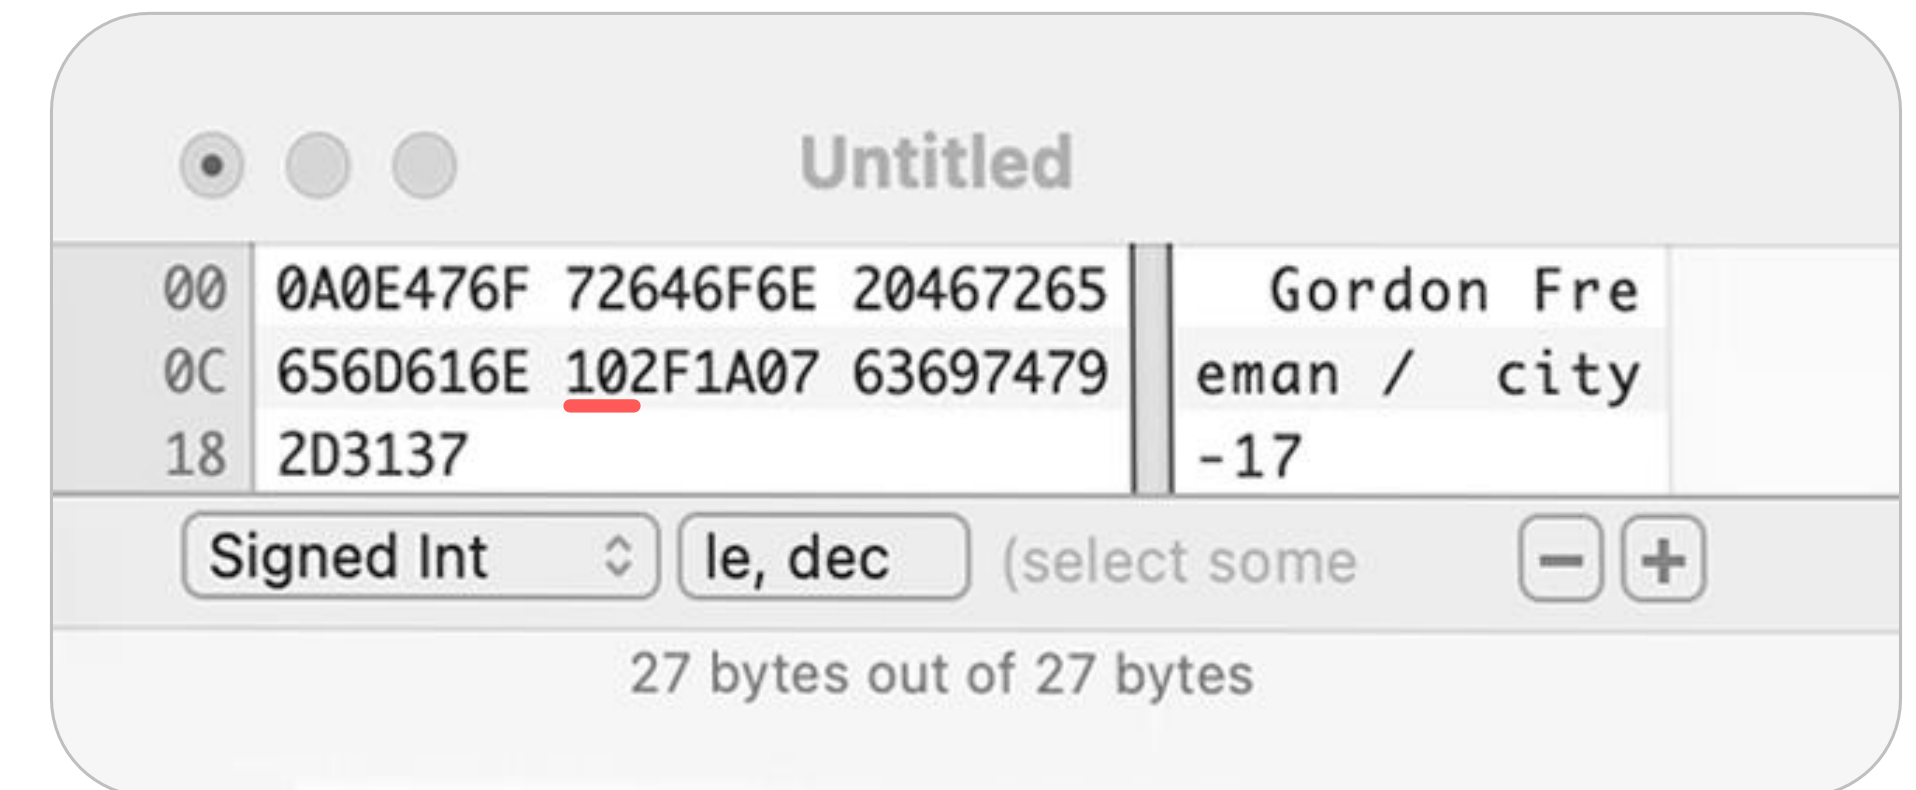 Untitled
00 0A0E476F 72646F6E 20467265 Gordon Fre
0C 656D616E 102F1A07 63697479 eman / city
18 2D3137 -17
Signed Int le, dec (select some
27 bytes out of 27 bytes